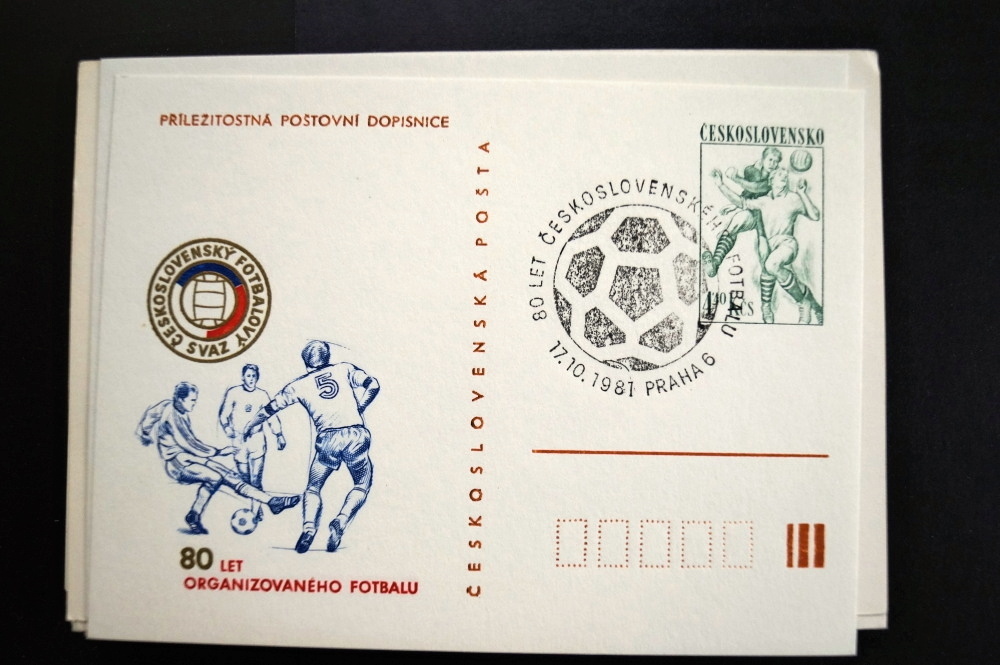 PŘÍLEŽITOSTNÁ POŠTOVNÍ DOPISNICE
ČESKOSLOVENSKÝ FOTBALOVÝ SVAZ
5
80 LET
ORGANIZOVANÉHO FOTBALU
ČESKOSLOVENSKÁ POŠTA
ČESKOSLOVENSKO
80 LET ČESKOSLOVENSKÉH FOTBALU
17.10.1981 PRAHA 6